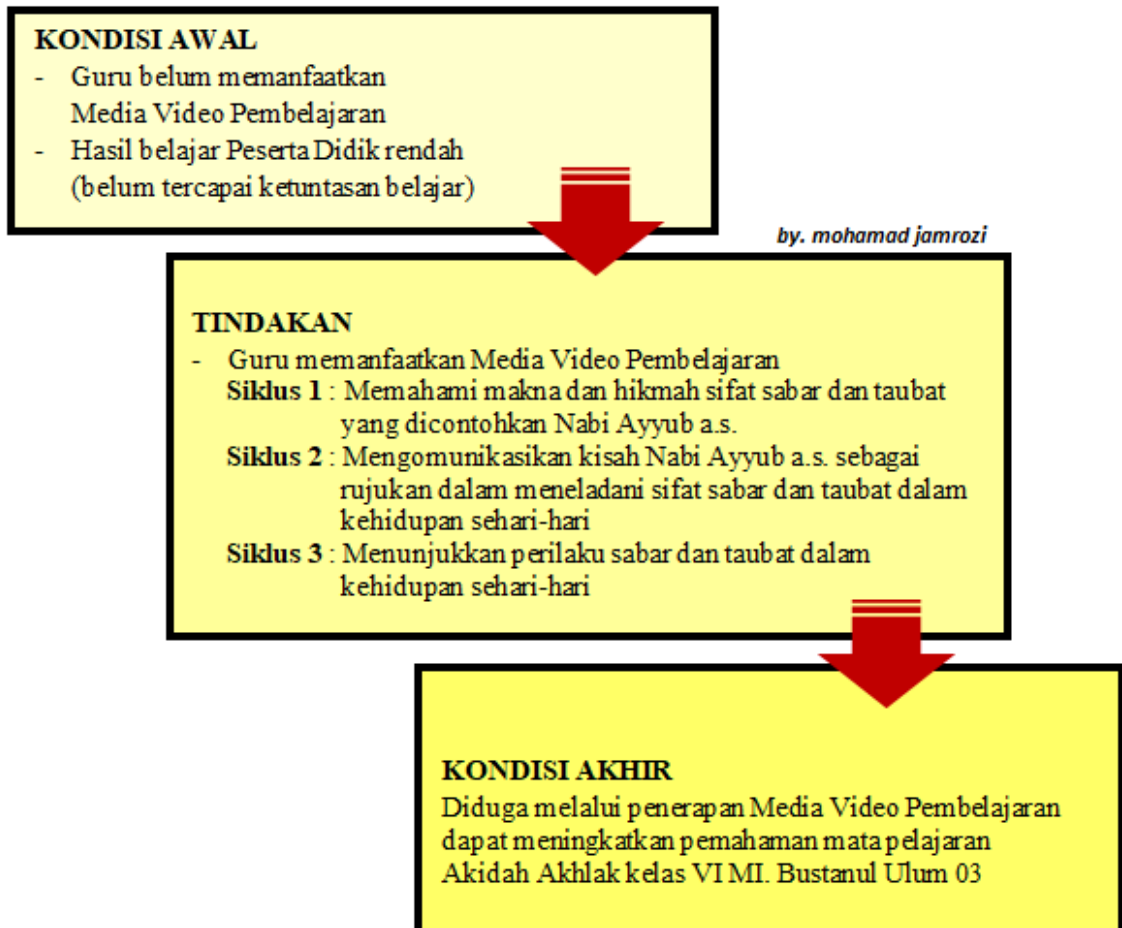 KONDISI AWAL
- Guru belum memanfaatkan
Media Video Pembelajaran
- Hasil belajar Peserta Didik rendah
(belum tercapai ketuntasan belajar)
by. mohamad jamrozi
TINDAKAN
- Guru memanfaatkan Media Video Pembelajaran
Siklus 1 : Memahami makna dan hikmah sifat sabar dan taubat
yang dicontohkan Nabi Ayyub a.s.
Siklus 2 : Mengomunikasikan kisah Nabi Ayyub a.s. sebagai
rujukan dalam meneladani sifat sabar dan taubat dalam
kehidupan sehari-hari
Siklus 3 : Menunjukkan perilaku sabar dan taubat dalam
kehidupan sehari-hari
KONDISI AKHIR
Diduga melalui penerapan Media Video Pembelajaran
dapat meningkatkan pemahaman mata pelajaran
Akidah Akhlak kelas VI MI. Bustanul Ulum 03